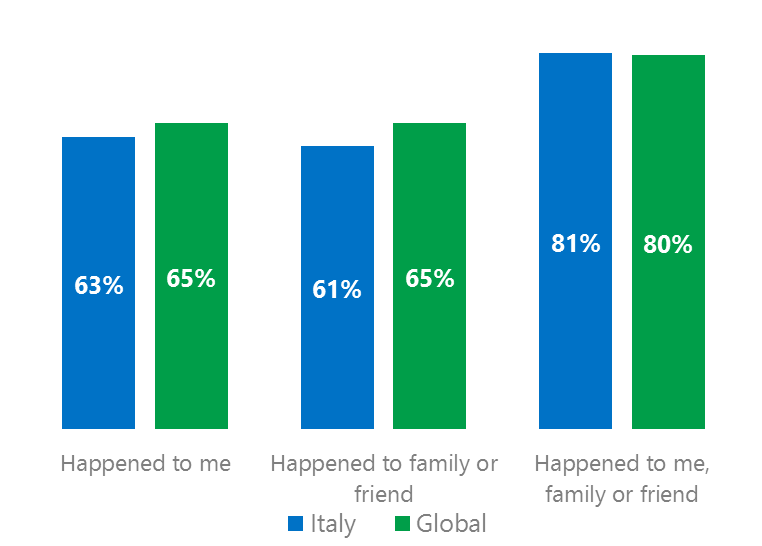 63%
65%
61%
65%
81%
80%
Happened to me
Happened to family or
friend
Happened to me,
family or friend
Italy
Global